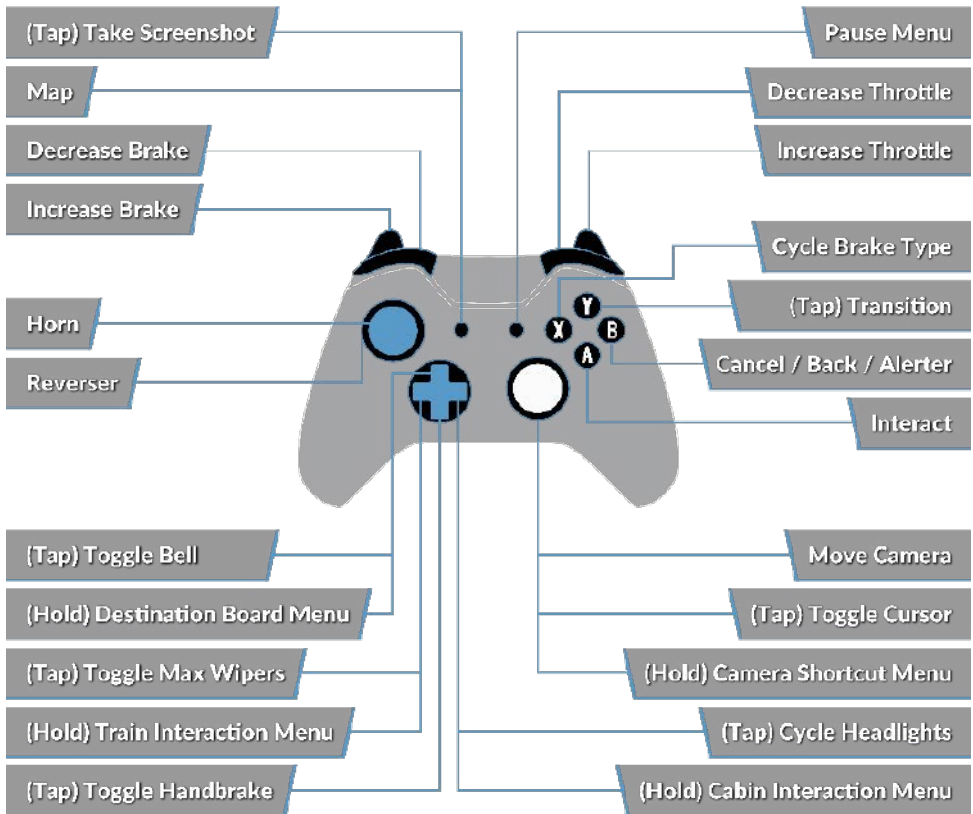 (Tap) Take Screenshot
Pause Menu
Map
Decrease Throttle
Decrease Brake
Increase Throttle
Increase Brake
Cycle Brake Type
Horn
(Tap) Transition
Y
X
B
A
Reverser
Cancel / Back / Alerter
Interact
(Tap) Toggle Bell
Move Camera
(Hold) Destination Board Menu
(Tap) Toggle Cursor
(Tap) Toggle Max Wipers
(Hold) Camera Shortcut Menu
(Hold) Train Interaction Menu
(Tap) Cycle Headlights
(Tap) Toggle Handbrake
(Hold) Cabin Interaction Menu